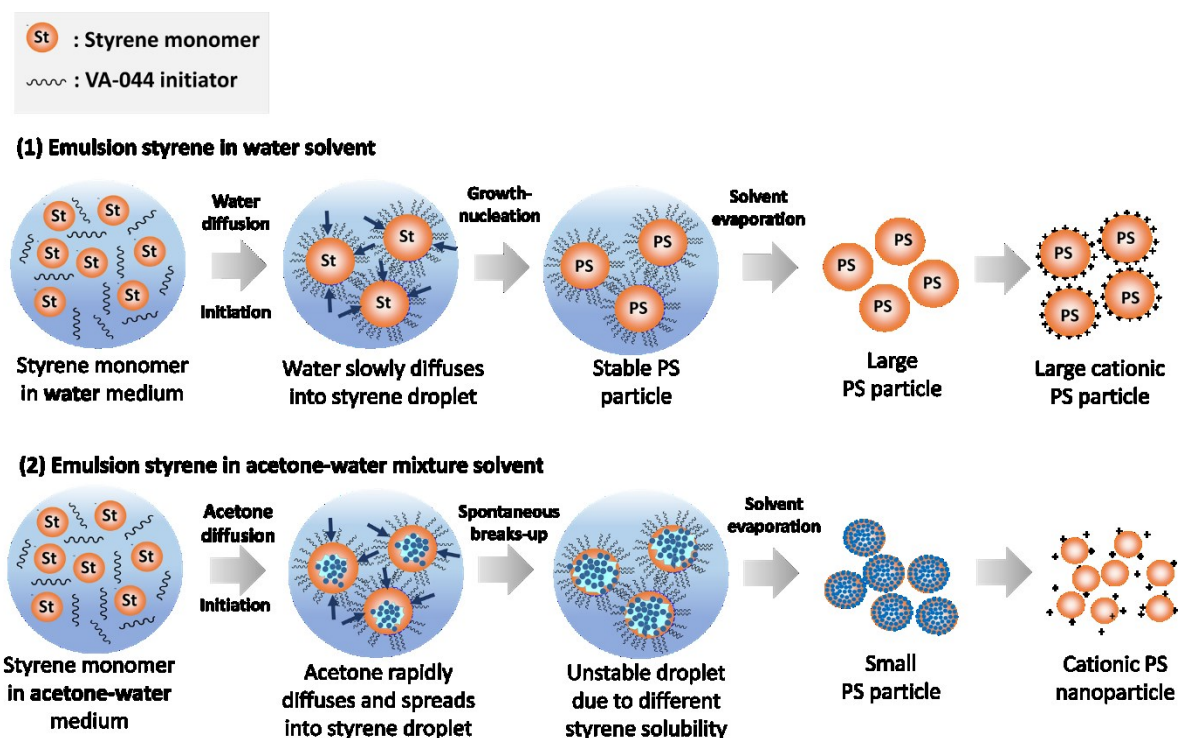 St : Styrene monomer
: VA-044 initiator
(1) Emulsion styrene in water solvent
St St St St St St St
Water
diffusion
Initiation
St St St
Growth-
nucleation
PS PS PS
Solvent
evaporation
PS PS PS PS
PS PS PS PS
Styrene monomer
in water medium
Water slowly diffuses
into styrene droplet
Stable PS
particle
Large
PS particle
Large cationic
PS particle
(2) Emulsion styrene in acetone-water mixture solvent
St St St St St St St
Acetone
diffusion
Initiation
Spontaneous
breaks-up
Solvent
evaporation
Styrene monomer
in acetone-water
medium
Acetone rapidly
diffuses and spreads
into styrene droplet
Unstable droplet
due to different
styrene solubility
Small
PS particle
Cationic PS
nanoparticle